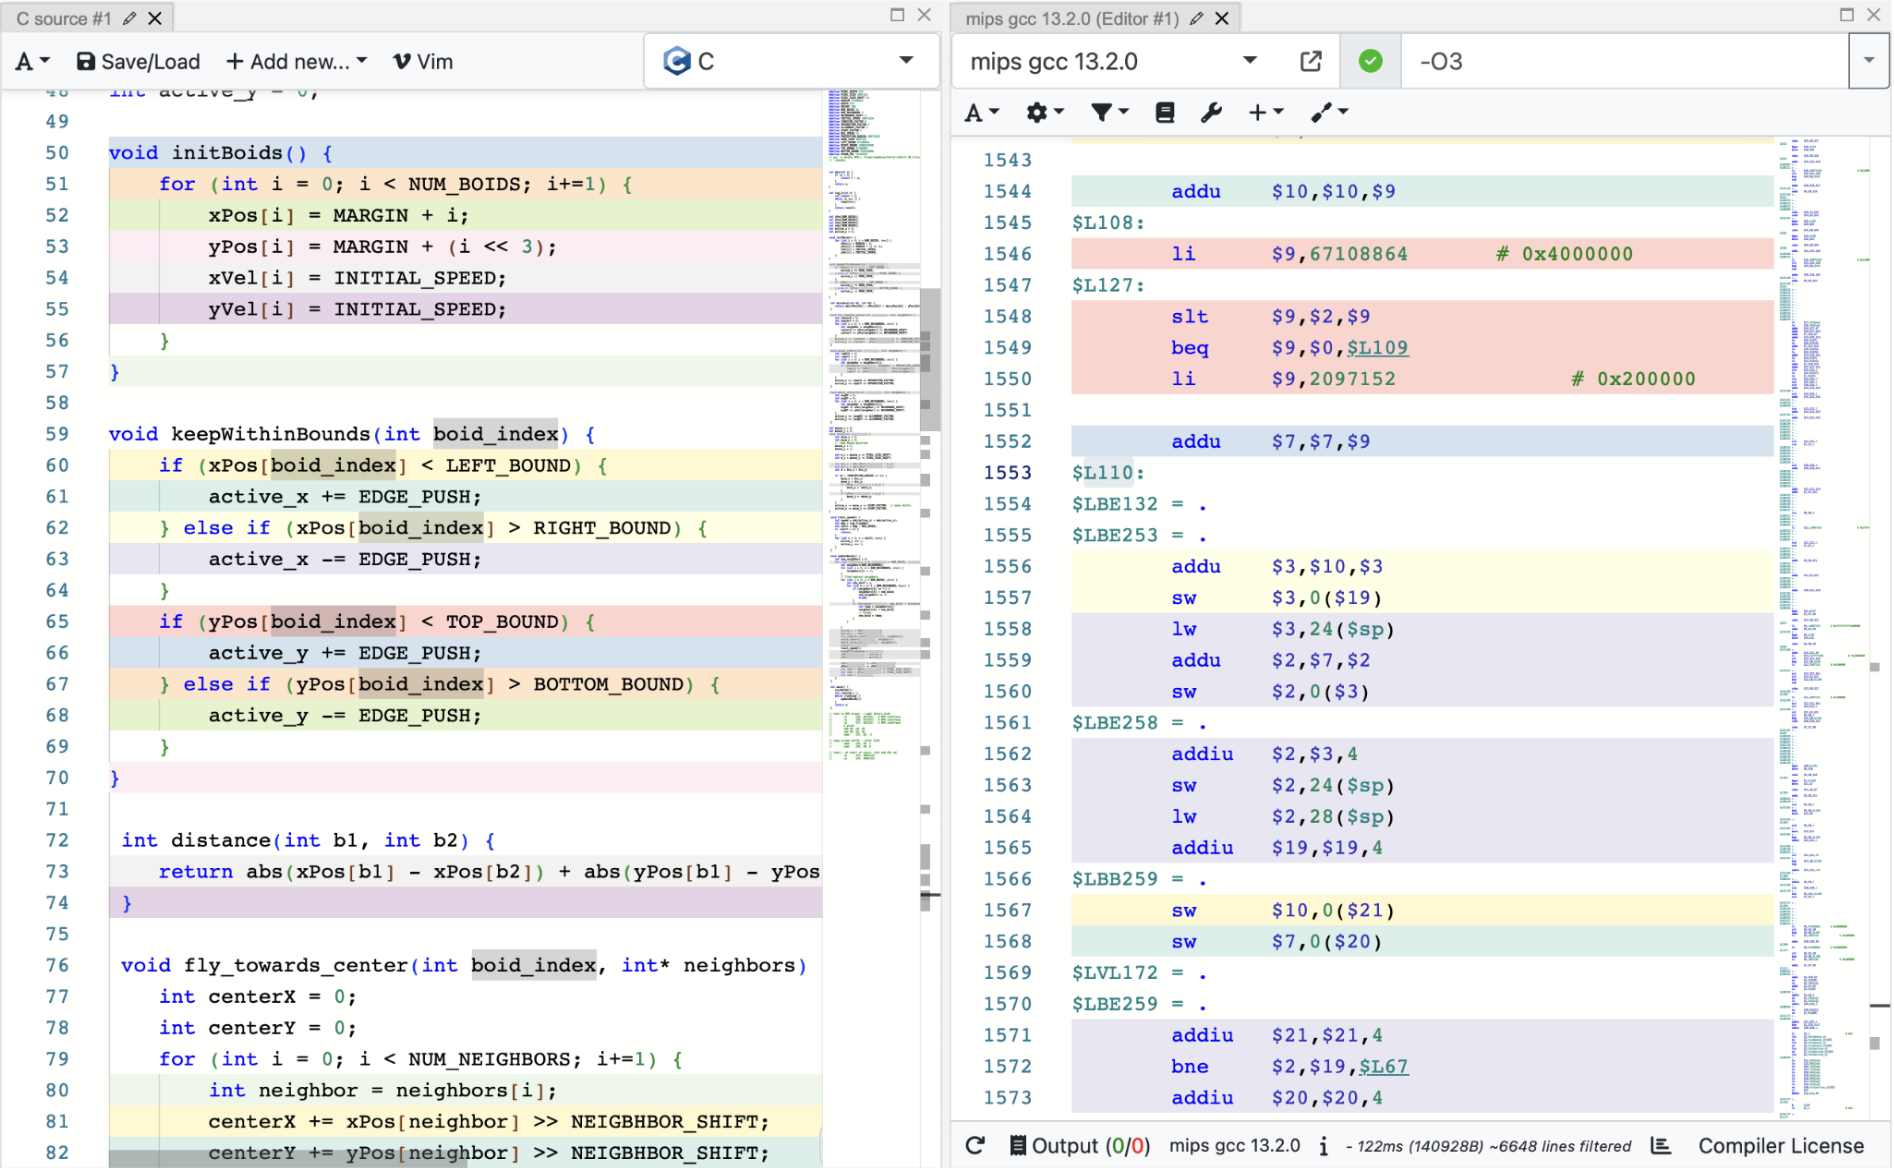 C source #1
Save/Load
Add new...
Vim
C
48 int active_y = 0;
49
50 void initBoids() {
51 for (int i = 0; i < NUM_BOIDS; i+=1) {
52 xPos[i] = MARGIN + i;
53 yPos[i] = MARGIN + (i << 3);
54 xVel[i] = INITIAL_SPEED;
55 yVel[i] = INITIAL_SPEED;
56 }
57 }
58
59 void keepWithinBounds(int boid_index) {
60 if (xPos[boid_index] < LEFT_BOUND) {
61 active_x += EDGE_PUSH;
62 } else if (xPos[boid_index] > RIGHT_BOUND) {
63 active_x -= EDGE_PUSH;
64 }
65 if (yPos[boid_index] < TOP_BOUND) {
66 active_y += EDGE_PUSH;
67 } else if (yPos[boid_index] > BOTTOM_BOUND) {
68 active_y -= EDGE_PUSH;
69 }
70 }
71
72 int distance(int b1, int b2) {
73 return abs(xPos[b1] - xPos[b2]) + abs(yPos[b1] - yPos
74 }
75
76 void fly_towards_center(int boid_index, int* neighbors)
77 int centerX = 0;
78 int centerY = 0;
79 for (int i = 0; i < NUM_NEIGHBORS; i+=1) {
80 int neighbor = neighbors[i];
81 centerX += xPos[neighbor] >> NEIGBHBOR_SHIFT;
82 centerY += yPos[neighbor] >> NEIGBHBOR_SHIFT;
mips gcc 13.2.0 (Editor #1)
mips gcc 13.2.0
-O3
A
1543
1544 addu $10,$10,$9
1545 $L108:
1546 li $9,67108864 # 0x4000000
1547 $L127:
1548 slt $9,$2,$9
1549 beq $9,$0,$L109
1550 li $9,2097152 # 0x200000
1551
1552 addu $7,$7,$9
1553 $L110:
1554 $LBE132 = .
1555 $LBE253 = .
1556 addu $3,$10,$3
1557 sw $3,0($19)
1558 lw $3,24($sp)
1559 addu $2,$7,$2
1560 sw $2,0($3)
1561 $LBE258 = .
1562 addiu $2,$3,4
1563 sw $2,24($sp)
1564 lw $2,28($sp)
1565 addiu $19,$19,4
1566 $LBB259 = .
1567 sw $10,0($21)
1568 sw $7,0($20)
1569 $LVL172 = .
1570 $LBE259 = .
1571 addiu $21,$21,4
1572 bne $2,$19,$L67
1573 addiu $20,$20,4
Output (0/0) mips gcc 13.2.0 i - 122ms (140928B) ~6648 lines filtered Compiler License